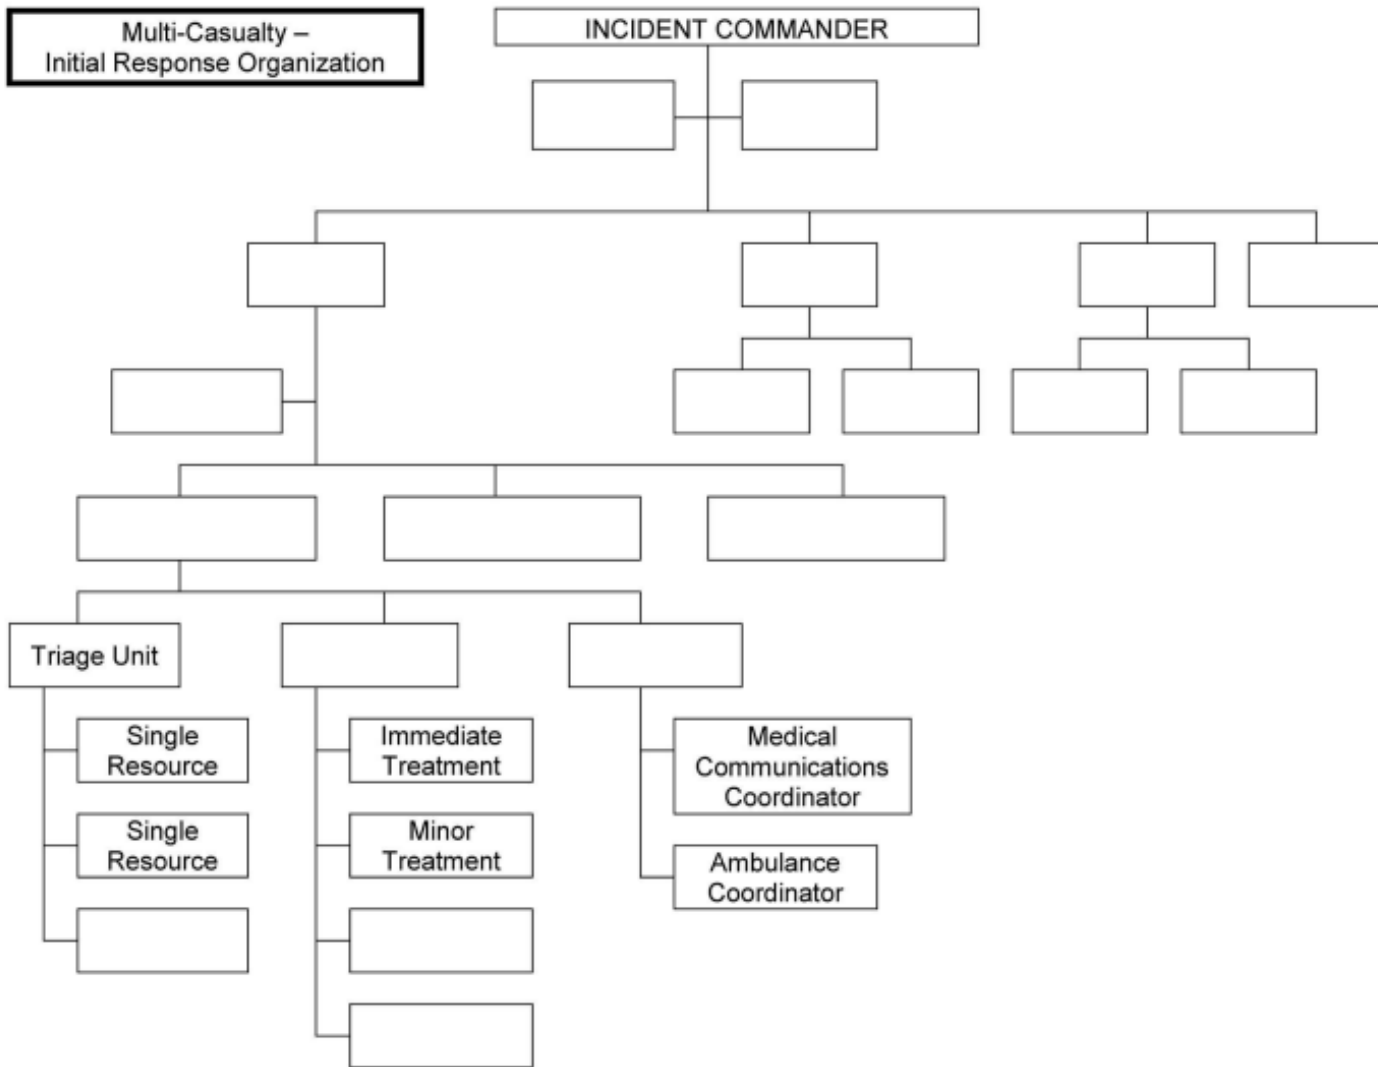 Multi-Casualty –
Initial Response Organization
INCIDENT COMMANDER
Triage Unit
Single
Resource
Immediate
Treatment
Medical
Communications
Coordinator
Single
Resource
Minor
Treatment
Ambulance
Coordinator